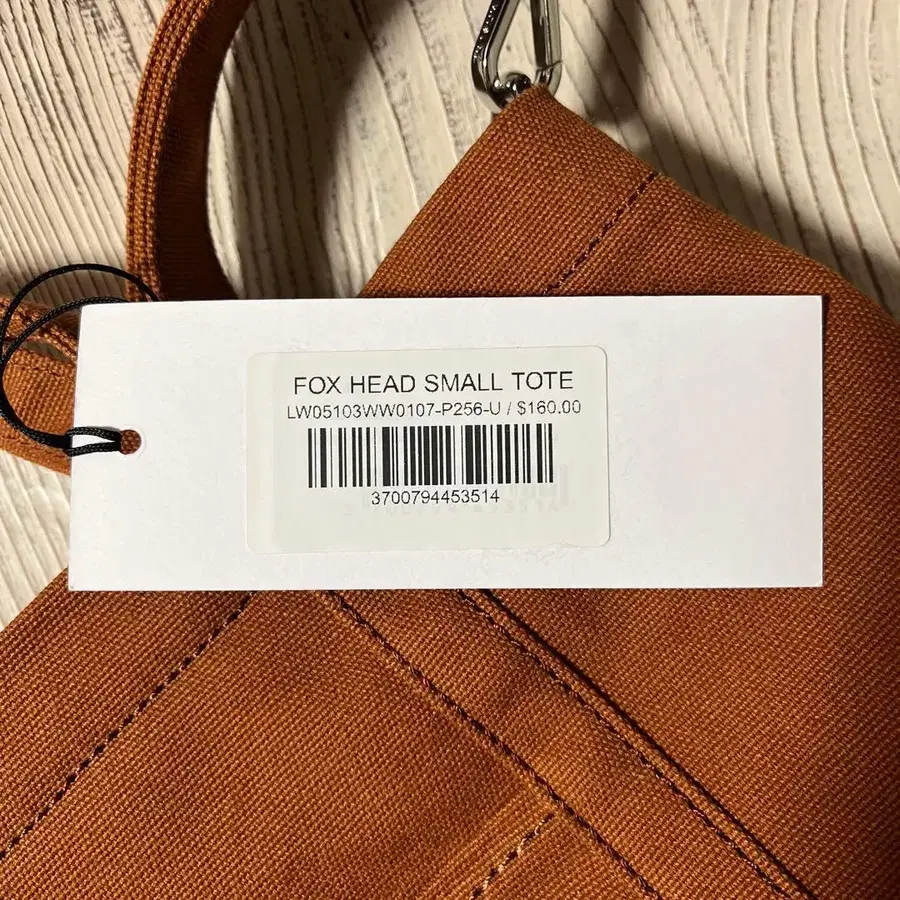 FOX HEAD SMALL TOTE
LW05103WW0107-P256-U / $160.00
3700794453514